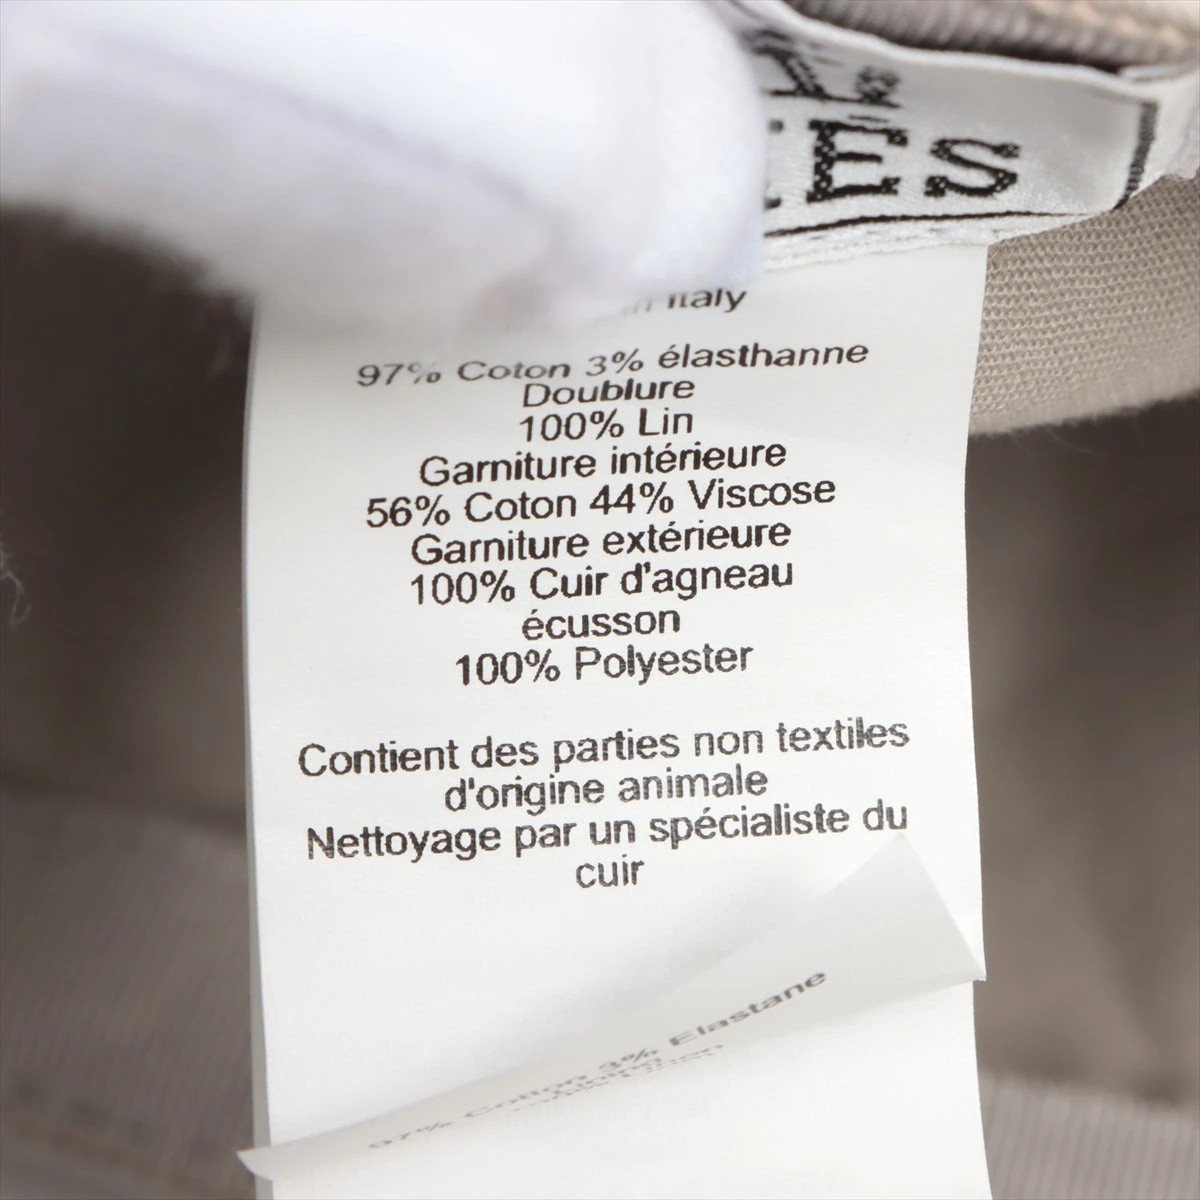 Italy
97% Coton 3% élasthanne
Doublure
100% Lin
Garniture intérieure
56% Coton 44% Viscose
Garniture extérieure
100% Cuir d'agneau
écusson
100% Polyester
Contient des parties non textiles
d'origine animale
Nettoyage par un spécialiste du
cuir
97% Cotton 3% Elastane